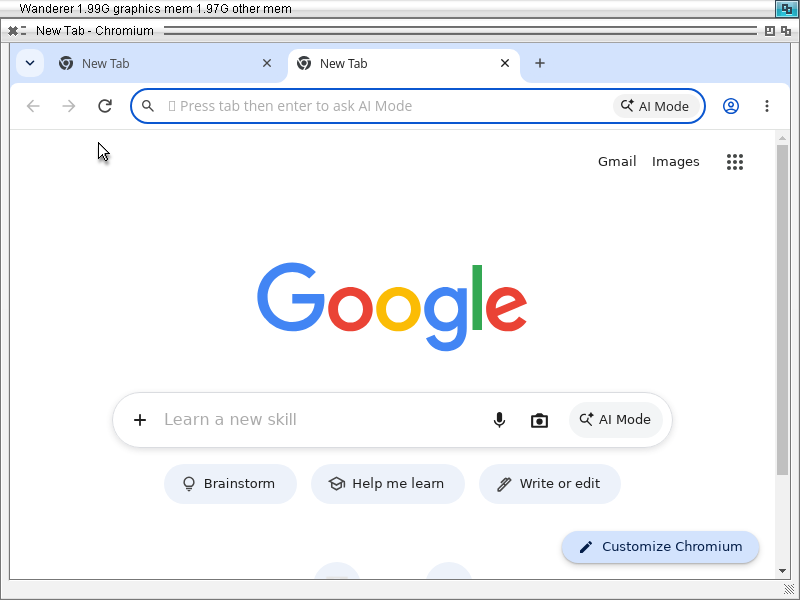 Wanderer 1.99G graphics mem 1.97G other mem
New Tab - Chromium
New Tab
New Tab
Press tab then enter to ask AI Mode
AI Mode
Gmail
Images
Google
Learn a new skill
AI Mode
Brainstorm
Help me learn
Write or edit
Customize Chromium